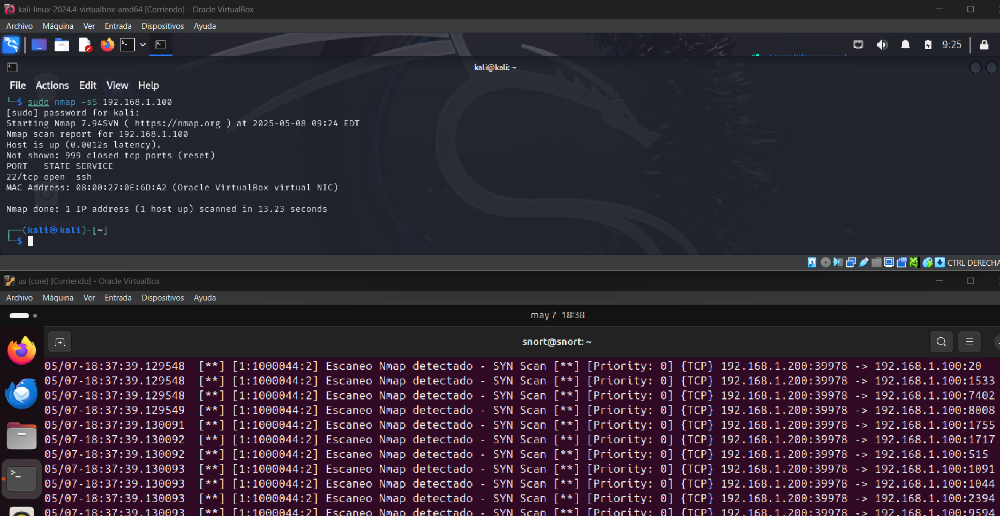 kali-linux-2024.4-virtualbox-amd64 [Corriendo] - Oracle VirtualBox
Archivo Máquina Ver Entrada Dispositivos Ayuda
9:25
kali@kali: ~
File Actions Edit View Help
└─$ sudo nmap -sS 192.168.1.100
[sudo] password for kali:
Starting Nmap 7.94SVN ( https://nmap.org ) at 2025-05-08 09:24 EDT
Nmap scan report for 192.168.1.100
Host is up (0.0012s latency).
Not shown: 999 closed tcp ports (reset)
PORT STATE SERVICE
22/tcp open ssh
MAC Address: 08:00:27:0E:6D:A2 (Oracle VirtualBox virtual NIC)
Nmap done: 1 IP address (1 host up) scanned in 13.23 seconds
File System
┌──(kali㉿kali)-[~]
└─$
CTRL DERECHA
us (core) [Corriendo] - Oracle VirtualBox
Archivo Máquina Ver Entrada Dispositivos Ayuda
may 7 18:38
snort@snort: ~
05/07-18:37:39.129548 [**] [1:1000044:2] Escaneo Nmap detectado - SYN Scan [**] [Priority: 0] {TCP} 192.168.1.200:39978 -> 192.168.1.100:20
05/07-18:37:39.129548 [**] [1:1000044:2] Escaneo Nmap detectado - SYN Scan [**] [Priority: 0] {TCP} 192.168.1.200:39978 -> 192.168.1.100:1533
05/07-18:37:39.129548 [**] [1:1000044:2] Escaneo Nmap detectado - SYN Scan [**] [Priority: 0] {TCP} 192.168.1.200:39978 -> 192.168.1.100:7402
05/07-18:37:39.129549 [**] [1:1000044:2] Escaneo Nmap detectado - SYN Scan [**] [Priority: 0] {TCP} 192.168.1.200:39978 -> 192.168.1.100:8008
05/07-18:37:39.130091 [**] [1:1000044:2] Escaneo Nmap detectado - SYN Scan [**] [Priority: 0] {TCP} 192.168.1.200:39978 -> 192.168.1.100:1755
05/07-18:37:39.130092 [**] [1:1000044:2] Escaneo Nmap detectado - SYN Scan [**] [Priority: 0] {TCP} 192.168.1.200:39978 -> 192.168.1.100:1717
05/07-18:37:39.130092 [**] [1:1000044:2] Escaneo Nmap detectado - SYN Scan [**] [Priority: 0] {TCP} 192.168.1.200:39978 -> 192.168.1.100:515
05/07-18:37:39.130093 [**] [1:1000044:2] Escaneo Nmap detectado - SYN Scan [**] [Priority: 0] {TCP} 192.168.1.200:39978 -> 192.168.1.100:1091
05/07-18:37:39.130093 [**] [1:1000044:2] Escaneo Nmap detectado - SYN Scan [**] [Priority: 0] {TCP} 192.168.1.200:39978 -> 192.168.1.100:1044
05/07-18:37:39.130093 [**] [1:1000044:2] Escaneo Nmap detectado - SYN Scan [**] [Priority: 0] {TCP} 192.168.1.200:39978 -> 192.168.1.100:2394
05/07-18:37:39.130093 [**] [1:1000044:2] Escaneo Nmap detectado - SYN Scan [**] [Priority: 0] {TCP} 192.168.1.200:39978 -> 192.168.1.100:9594